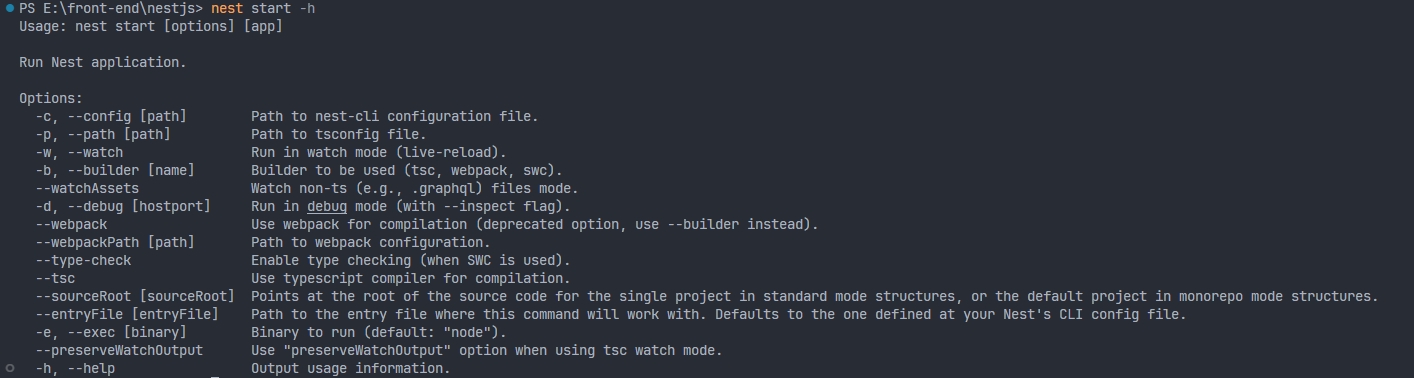 PS E:\front-end\nestjs> nest start -h
Usage: nest start [options] [app]
Run Nest application.
Options:
-c, --config [path] Path to nest-cli configuration file.
-p, --path [path] Path to tsconfig file.
-w, --watch Run in watch mode (live-reload).
-b, --builder [name] Builder to be used (tsc, webpack, swc).
--watchAssets Watch non-ts (e.g., .graphql) files mode.
-d, --debug [hostport] Run in debug mode (with --inspect flag).
--webpack Use webpack for compilation (deprecated option, use --builder instead).
--webpackPath [path] Path to webpack configuration.
--type-check Enable type checking (when SWC is used).
--tsc Use typescript compiler for compilation.
--sourceRoot [sourceRoot] Points at the root of the source code for the single project in standard mode structures, or the default project in monorepo mode structures.
--entryFile [entryFile] Path to the entry file where this command will work with. Defaults to the one defined at your Nest's CLI config file.
-e, --exec [binary] Binary to run (default: "node").
--preserveWatchOutput Use "preserveWatchOutput" option when using tsc watch mode.
-h, --help Output usage information.